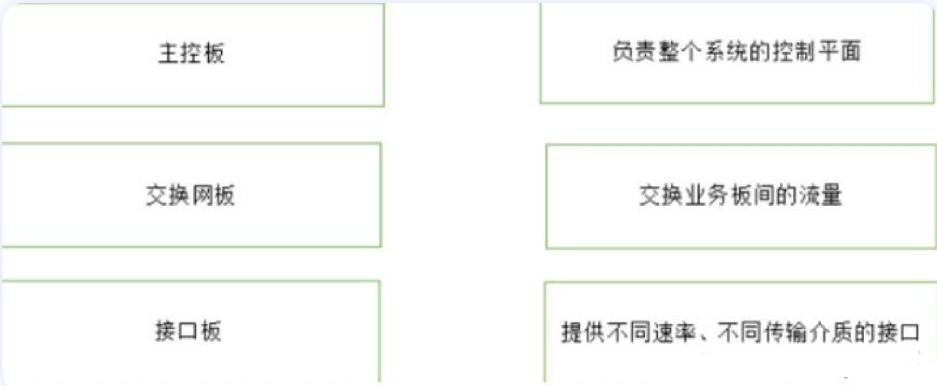 主控板
负责整个系统的控制平面
交换网板
交换业务板间的流量
接口板
提供不同速率、不同传输介质的接口